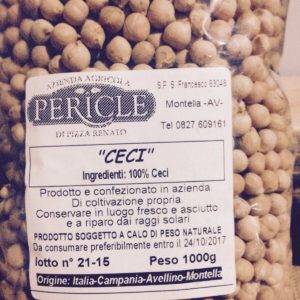 AZIENDA AGRICOLA
PERICLE
DI PIZZA RENATO
S.P. S. Francesco 83048
Montella -AV-
Tel 0827 609161
"CECI"
Ingredienti: 100% Ceci
Prodotto e confezionato in azienda
Di coltivazione propria.
Conservare in luogo fresco e asciutto
e a riparo dai raggi solari
PRODOTTO SOGGETTO A CALO DI PESO NATURALE
Da consumare preferibilmente entro il 24/10/2017
lotto n° 21-15 Peso 1000g
Origine: Italia-Campania-Avellino-Montella